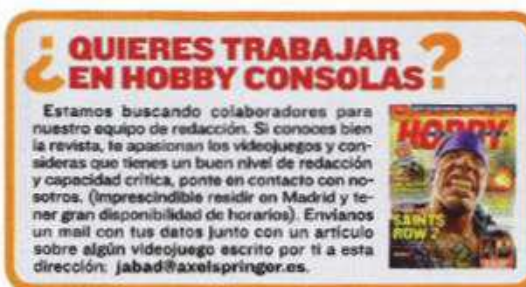 ¿QUIERES TRABAJAR
EN HOBBY CONSOLAS?
Estamos buscando colaboradores para
nuestro equipo de redacción. Si conoces bien
la revista, te apasionan los videojuegos y con-
sideras que tienes un buen nivel de redacción
y capacidad crítica, ponte en contacto con no-
sotros. (Imprescindible residir en Madrid y te-
ner gran disponibilidad de horarios). Envíanos
un mail con tus datos junto con un artículo
sobre algún videojuego escrito por ti a esta
dirección: jabad@axelspringer.es.
HOBBY
SAINTS
ROW 2